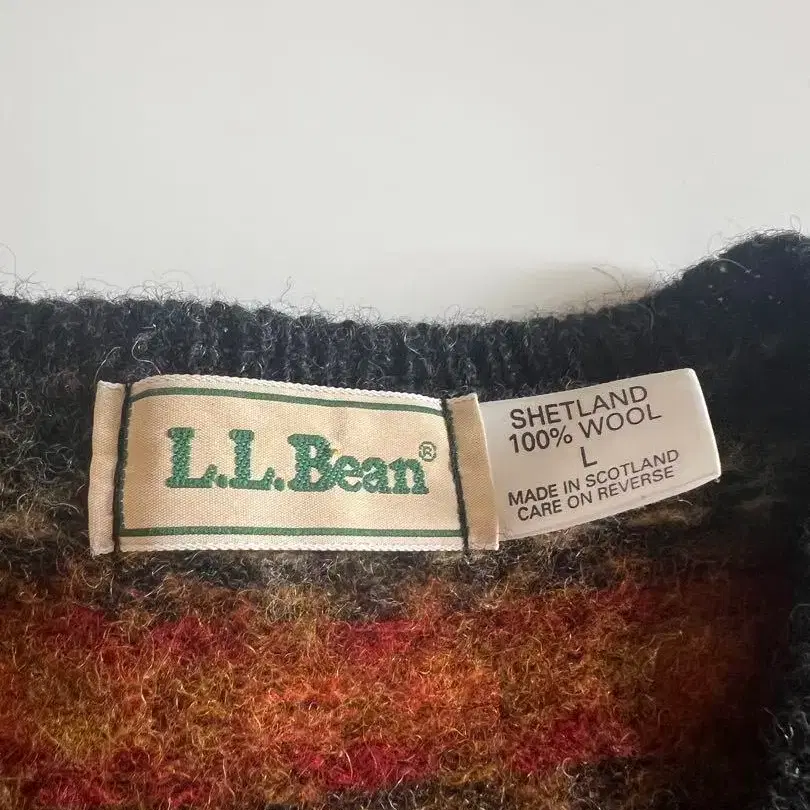 L.L.Bean®
SHETLAND
100% WOOL
L
MADE IN SCOTLAND
CARE ON REVERSE